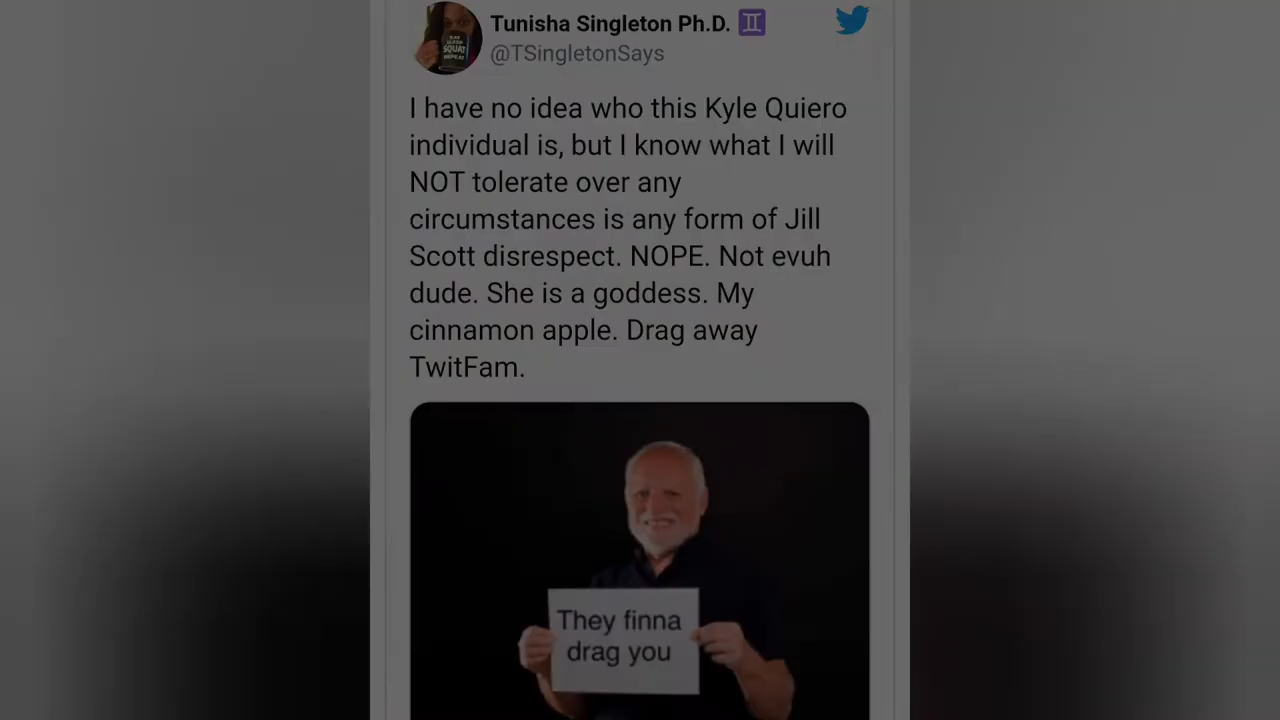 Tunisha Singleton Ph.D. ♊
@TSingletonSays
I have no idea who this Kyle Quiero
individual is, but I know what I will
NOT tolerate over any
circumstances is any form of Jill
Scott disrespect. NOPE. Not evuh
dude. She is a goddess. My
cinnamon apple. Drag away
TwitFam.
They finna
drag you